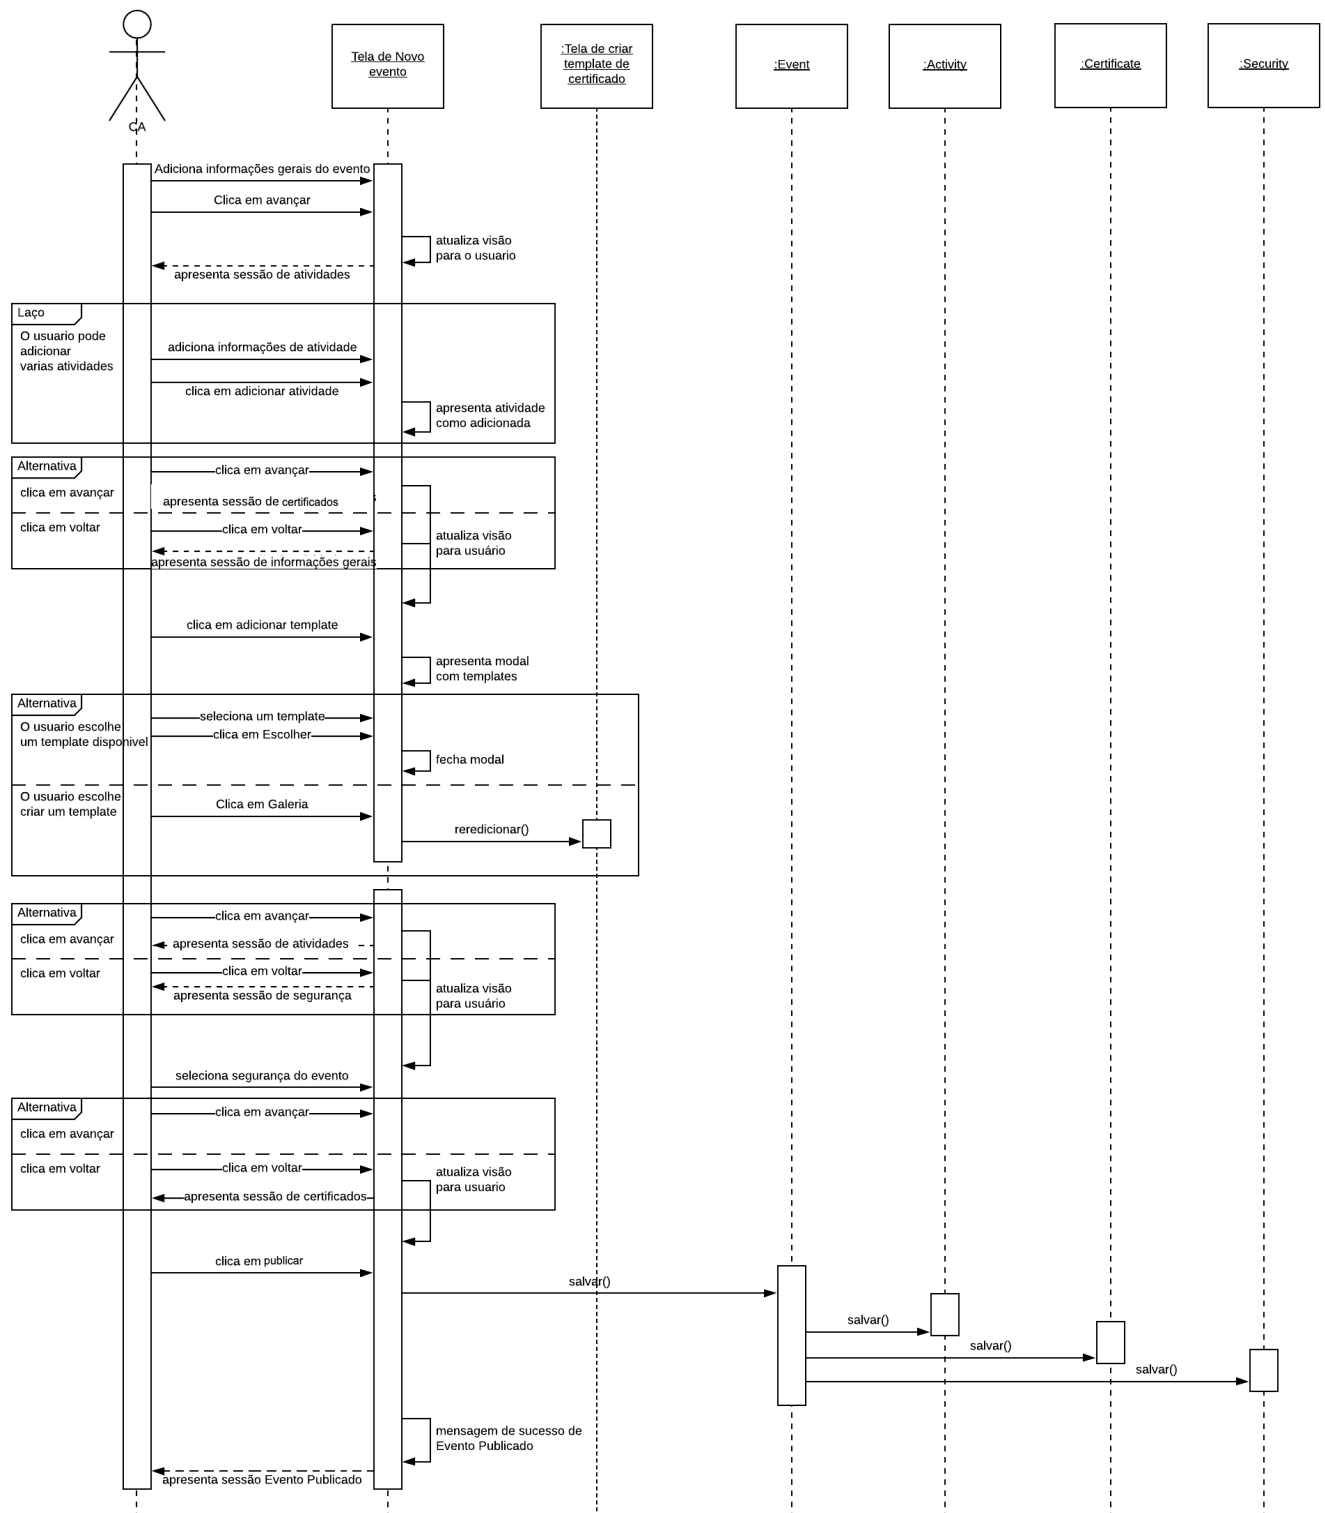 CA
Tela de Novo
evento
:Tela de criar
template de
certificado
:Event
:Activity
:Certificate
:Security
Adiciona informações gerais do evento
Clica em avançar
atualiza visão
para o usuario
apresenta sessão de atividades
Laço
O usuario pode
adicionar
varias atividades
adiciona informações de atividade
clica em adicionar atividade
apresenta atividade
como adicionada
Alternativa
clica em avançar
clica em avançar
apresenta sessão de certificados
clica em voltar
clica em voltar
atualiza visão
para usuário
apresenta sessão de informações gerais
clica em adicionar template
apresenta modal
com templates
Alternativa
O usuario escolhe
um template disponivel
seleciona um template
clica em Escolher
fecha modal
O usuario escolhe
criar um template
Clica em Galeria
reredicionar()
Alternativa
clica em avançar
clica em avançar
apresenta sessão de atividades
clica em voltar
clica em voltar
atualiza visão
para usuário
apresenta sessão de segurança
seleciona segurança do evento
Alternativa
clica em avançar
clica em avançar
clica em voltar
clica em voltar
atualiza visão
para usuario
apresenta sessão de certificados
clica em publicar
salvar()
salvar()
salvar()
salvar()
mensagem de sucesso de
Evento Publicado
apresenta sessão Evento Publicado